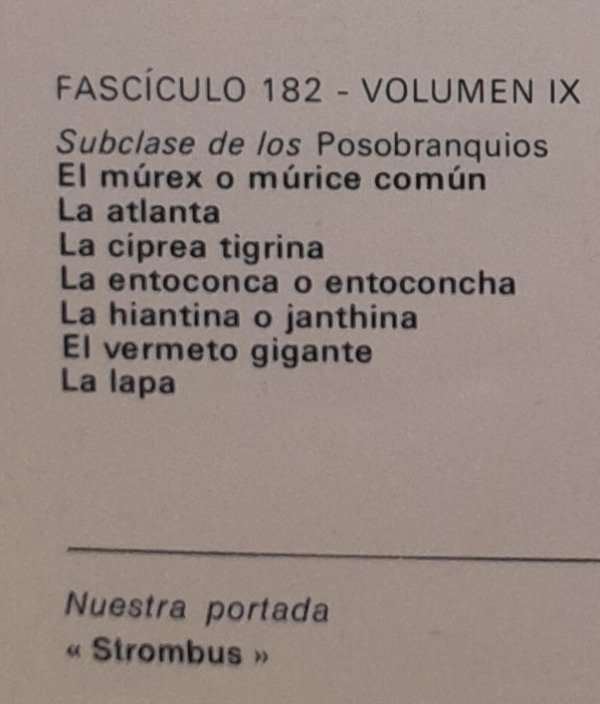 FASCÍCULO 182 - VOLUMEN IX
Subclase de los Posobranquios
El múrex o múrice común
La atlanta
La ciprea tigrina
La entoconca o entoconcha
La hiantina o janthina
El vermeto gigante
La lapa
Nuestra portada
« Strombus »